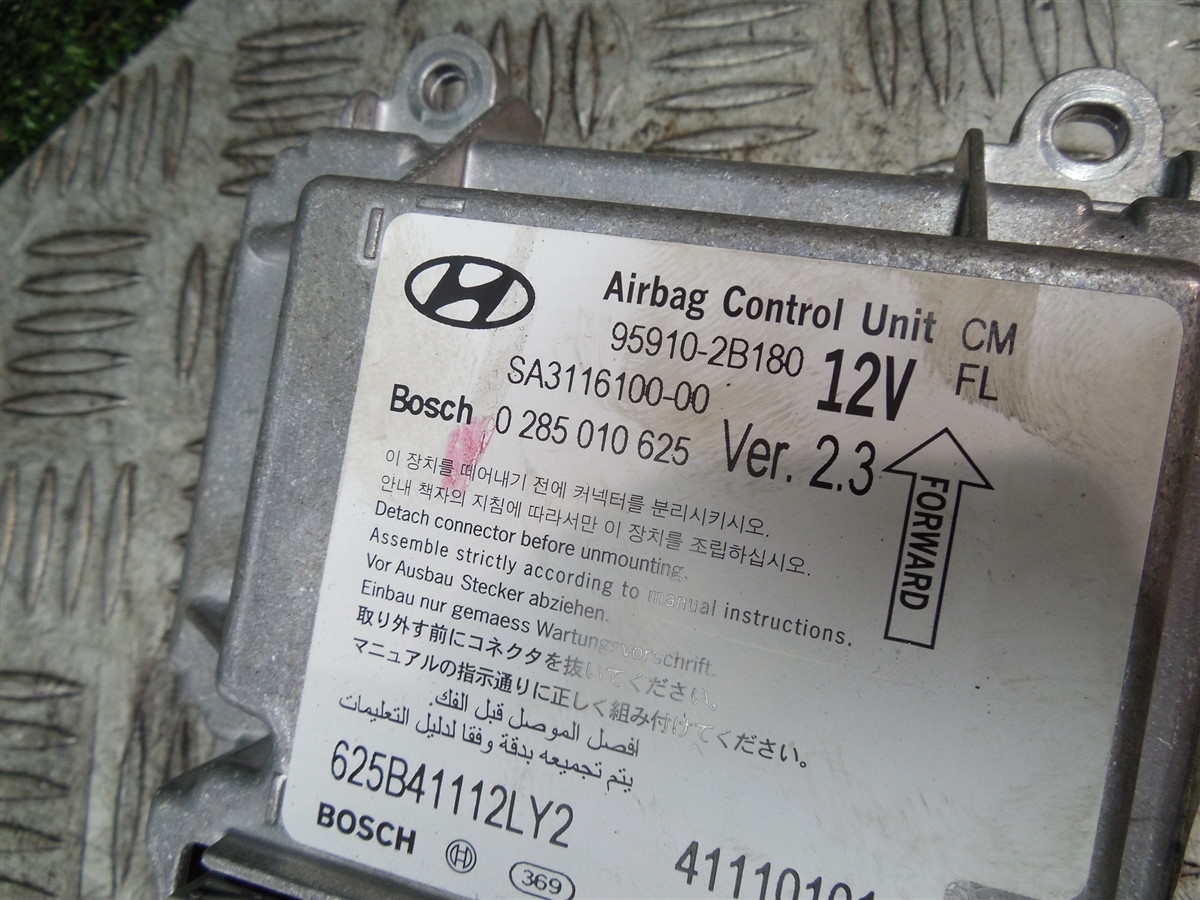 Airbag Control Unit CM
95910-2B180 12V FL
SA3116100-00
Bosch 0 285 010 625 Ver. 2.3
FORWARD
이 장치를 떼어내기 전에 커넥터를 분리시키시오.
안내 책자의 지침에 따라서만 이 장치를 조립하십시오.
Detach connector before unmounting.
Assemble strictly according to manual instructions.
Vor Ausbau Stecker abziehen.
Einbau nur gemaess Wartungsvorschrift.
取り外す前にコネクタを抜いてください。
マニュアルの指示通りに正しく組み付けてください。
افصل الموصل قبل الفك.
يتم تجميعه بدقة وفقا لدليل التعليمات
625B41112LY2
BOSCH 369 41110101